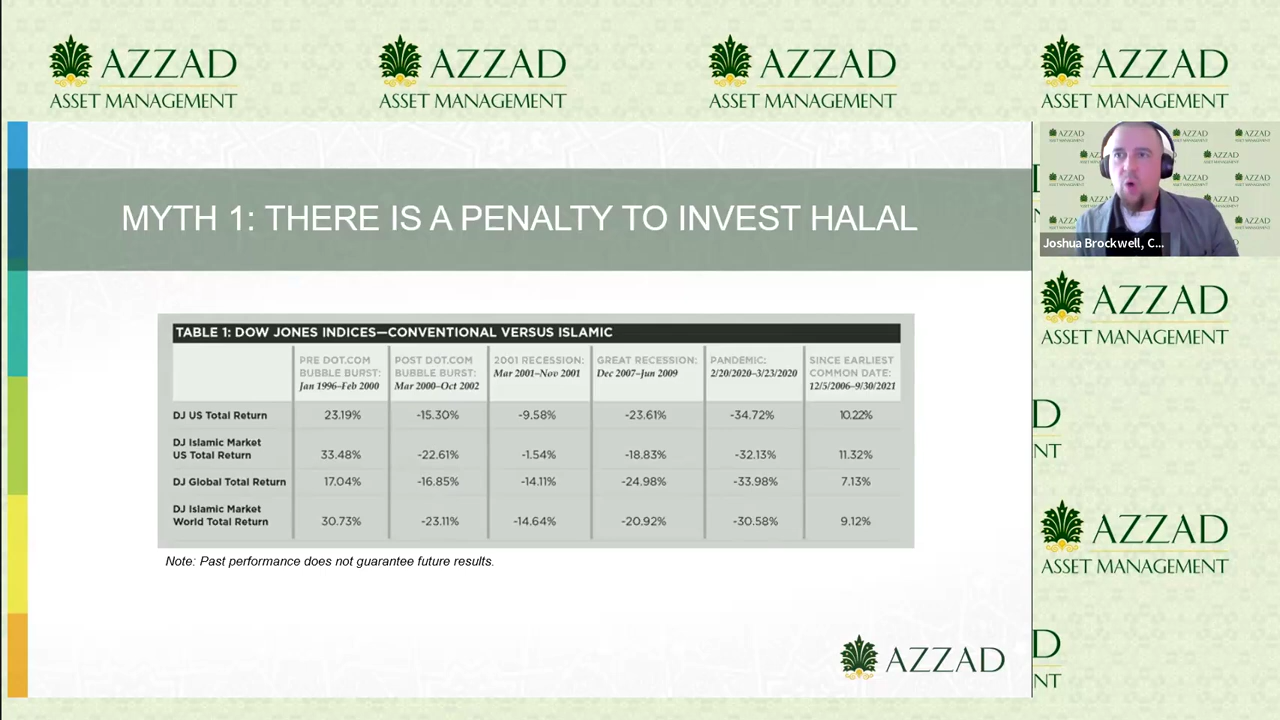 AZZAD AZZAD AZZAD AZZAD
ASSET MANAGEMENT ASSET MANAGEMENT ASSET MANAGEMENT ASSET MANAGEMENT
MYTH 1: THERE IS A PENALTY TO INVEST HALAL
TABLE 1: DOW JONES INDICES—CONVENTIONAL VERSUS ISLAMIC
PRE DOT.COM BUBBLE BURST: Jan 1996–Feb 2000
POST DOT.COM BUBBLE BURST: Mar 2000–Oct 2002
2001 RECESSION: Mar 2001–Nov 2001
GREAT RECESSION: Dec 2007–Jun 2009
PANDEMIC: 2/20/2020–3/23/2020
SINCE EARLIEST COMMON DATE: 12/5/2006–9/30/2021
DJ US Total Return 23.19% -15.30% -9.58% -23.61% -34.72% 10.22%
DJ Islamic Market
US Total Return 33.48% -22.61% -1.54% -18.83% -32.13% 11.32%
DJ Global Total Return 17.04% -16.85% -14.11% -24.98% -33.98% 7.13%
DJ Islamic Market
World Total Return 30.73% -23.11% -14.64% -20.92% -30.58% 9.12%
Note: Past performance does not guarantee future results.
AZZAD
Joshua Brockwell, C...
AZZAD
ASSET MANAGEMENT
D
NT
AZZAD
ASSET MANAGEMENT
D
NT